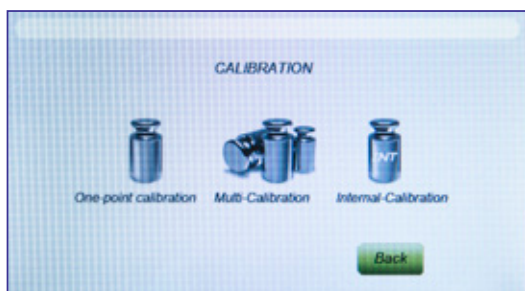 CALIBRATION
INT
One-point calibration Multi-Calibration Internal-Calibration
Back